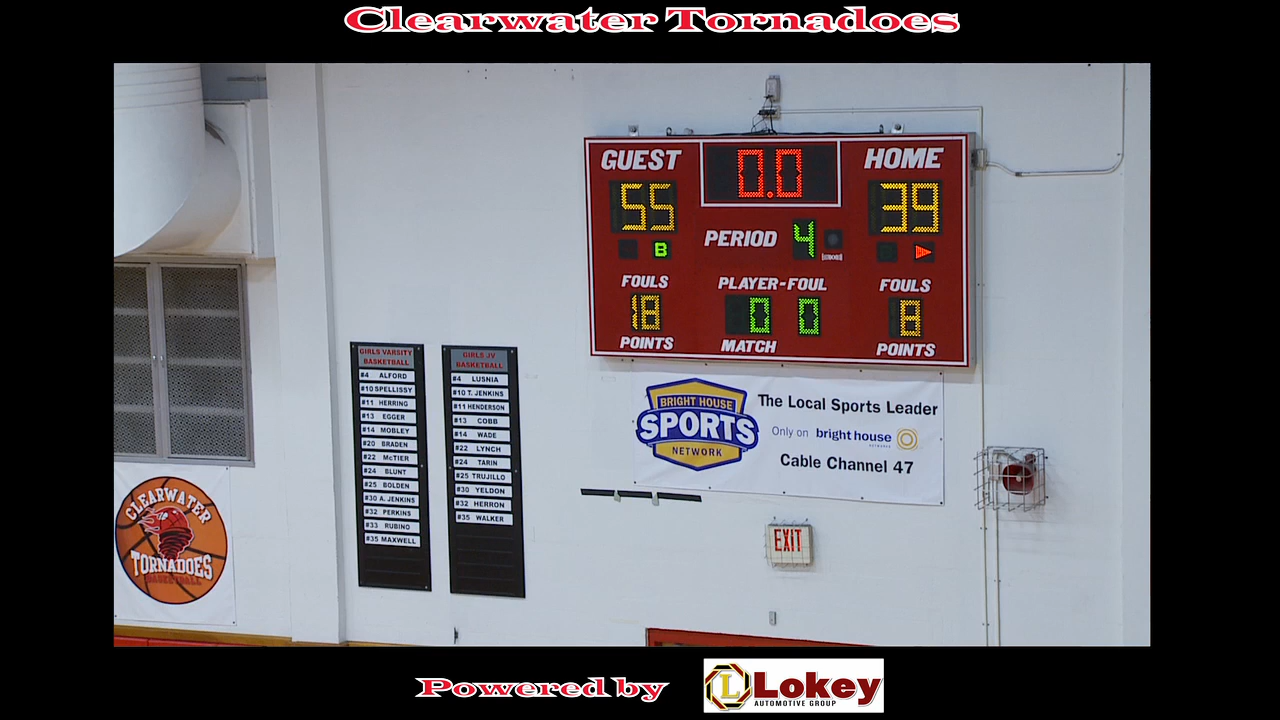 Clearwater Tornadoes
GUEST
0.0
HOME
55
39
B
PERIOD 4
FOULS
PLAYER-FOUL
FOULS
18
0 0
8
POINTS
MATCH
POINTS
GIRLS VARSITY
BASKETBALL
#4 ALFORD
#10 SPELLISSY
#11 HERRING
#13 EGGER
#14 MOBLEY
#20 BRADEN
#22 McTIER
#24 BLUNT
#25 BOLDEN
#30 A. JENKINS
#32 PERKINS
#33 RUBINO
#35 MAXWELL
GIRLS JV
BASKETBALL
#4 LUSNIA
#10 T. JENKINS
#11 HENDERSON
#13 COBB
#14 WADE
#22 LYNCH
#24 TARIN
#25 TRUJILLO
#30 YELDON
#32 HERRON
#35 WALKER
BRIGHT HOUSE
SPORTS
NETWORK
The Local Sports Leader
Only on bright house
Cable Channel 47
CLEARWATER
TORNADOES
BASKETBALL
EXIT
Powered by
L Lokey
AUTOMOTIVE GROUP